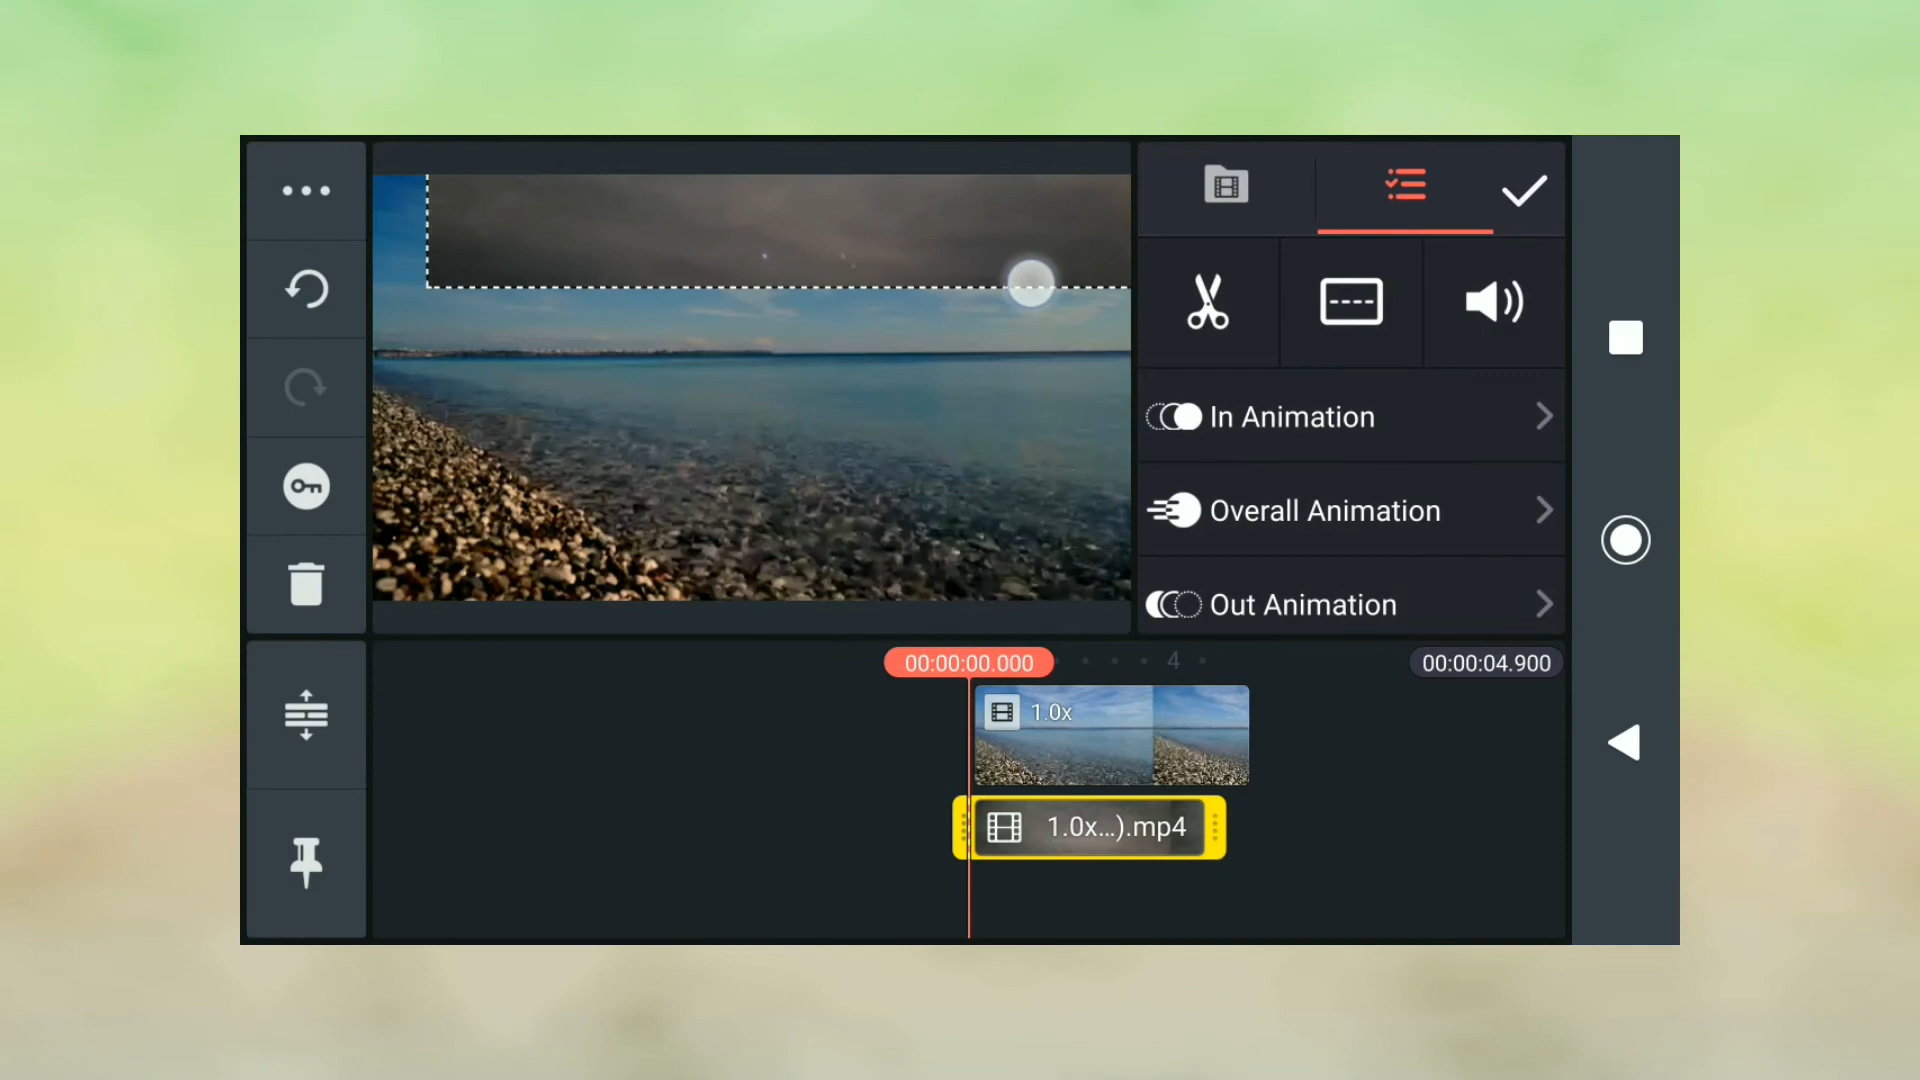 In Animation
Overall Animation
Out Animation
00:00:00.000
4
00:00:04.900
1.0x
1.0x...).mp4